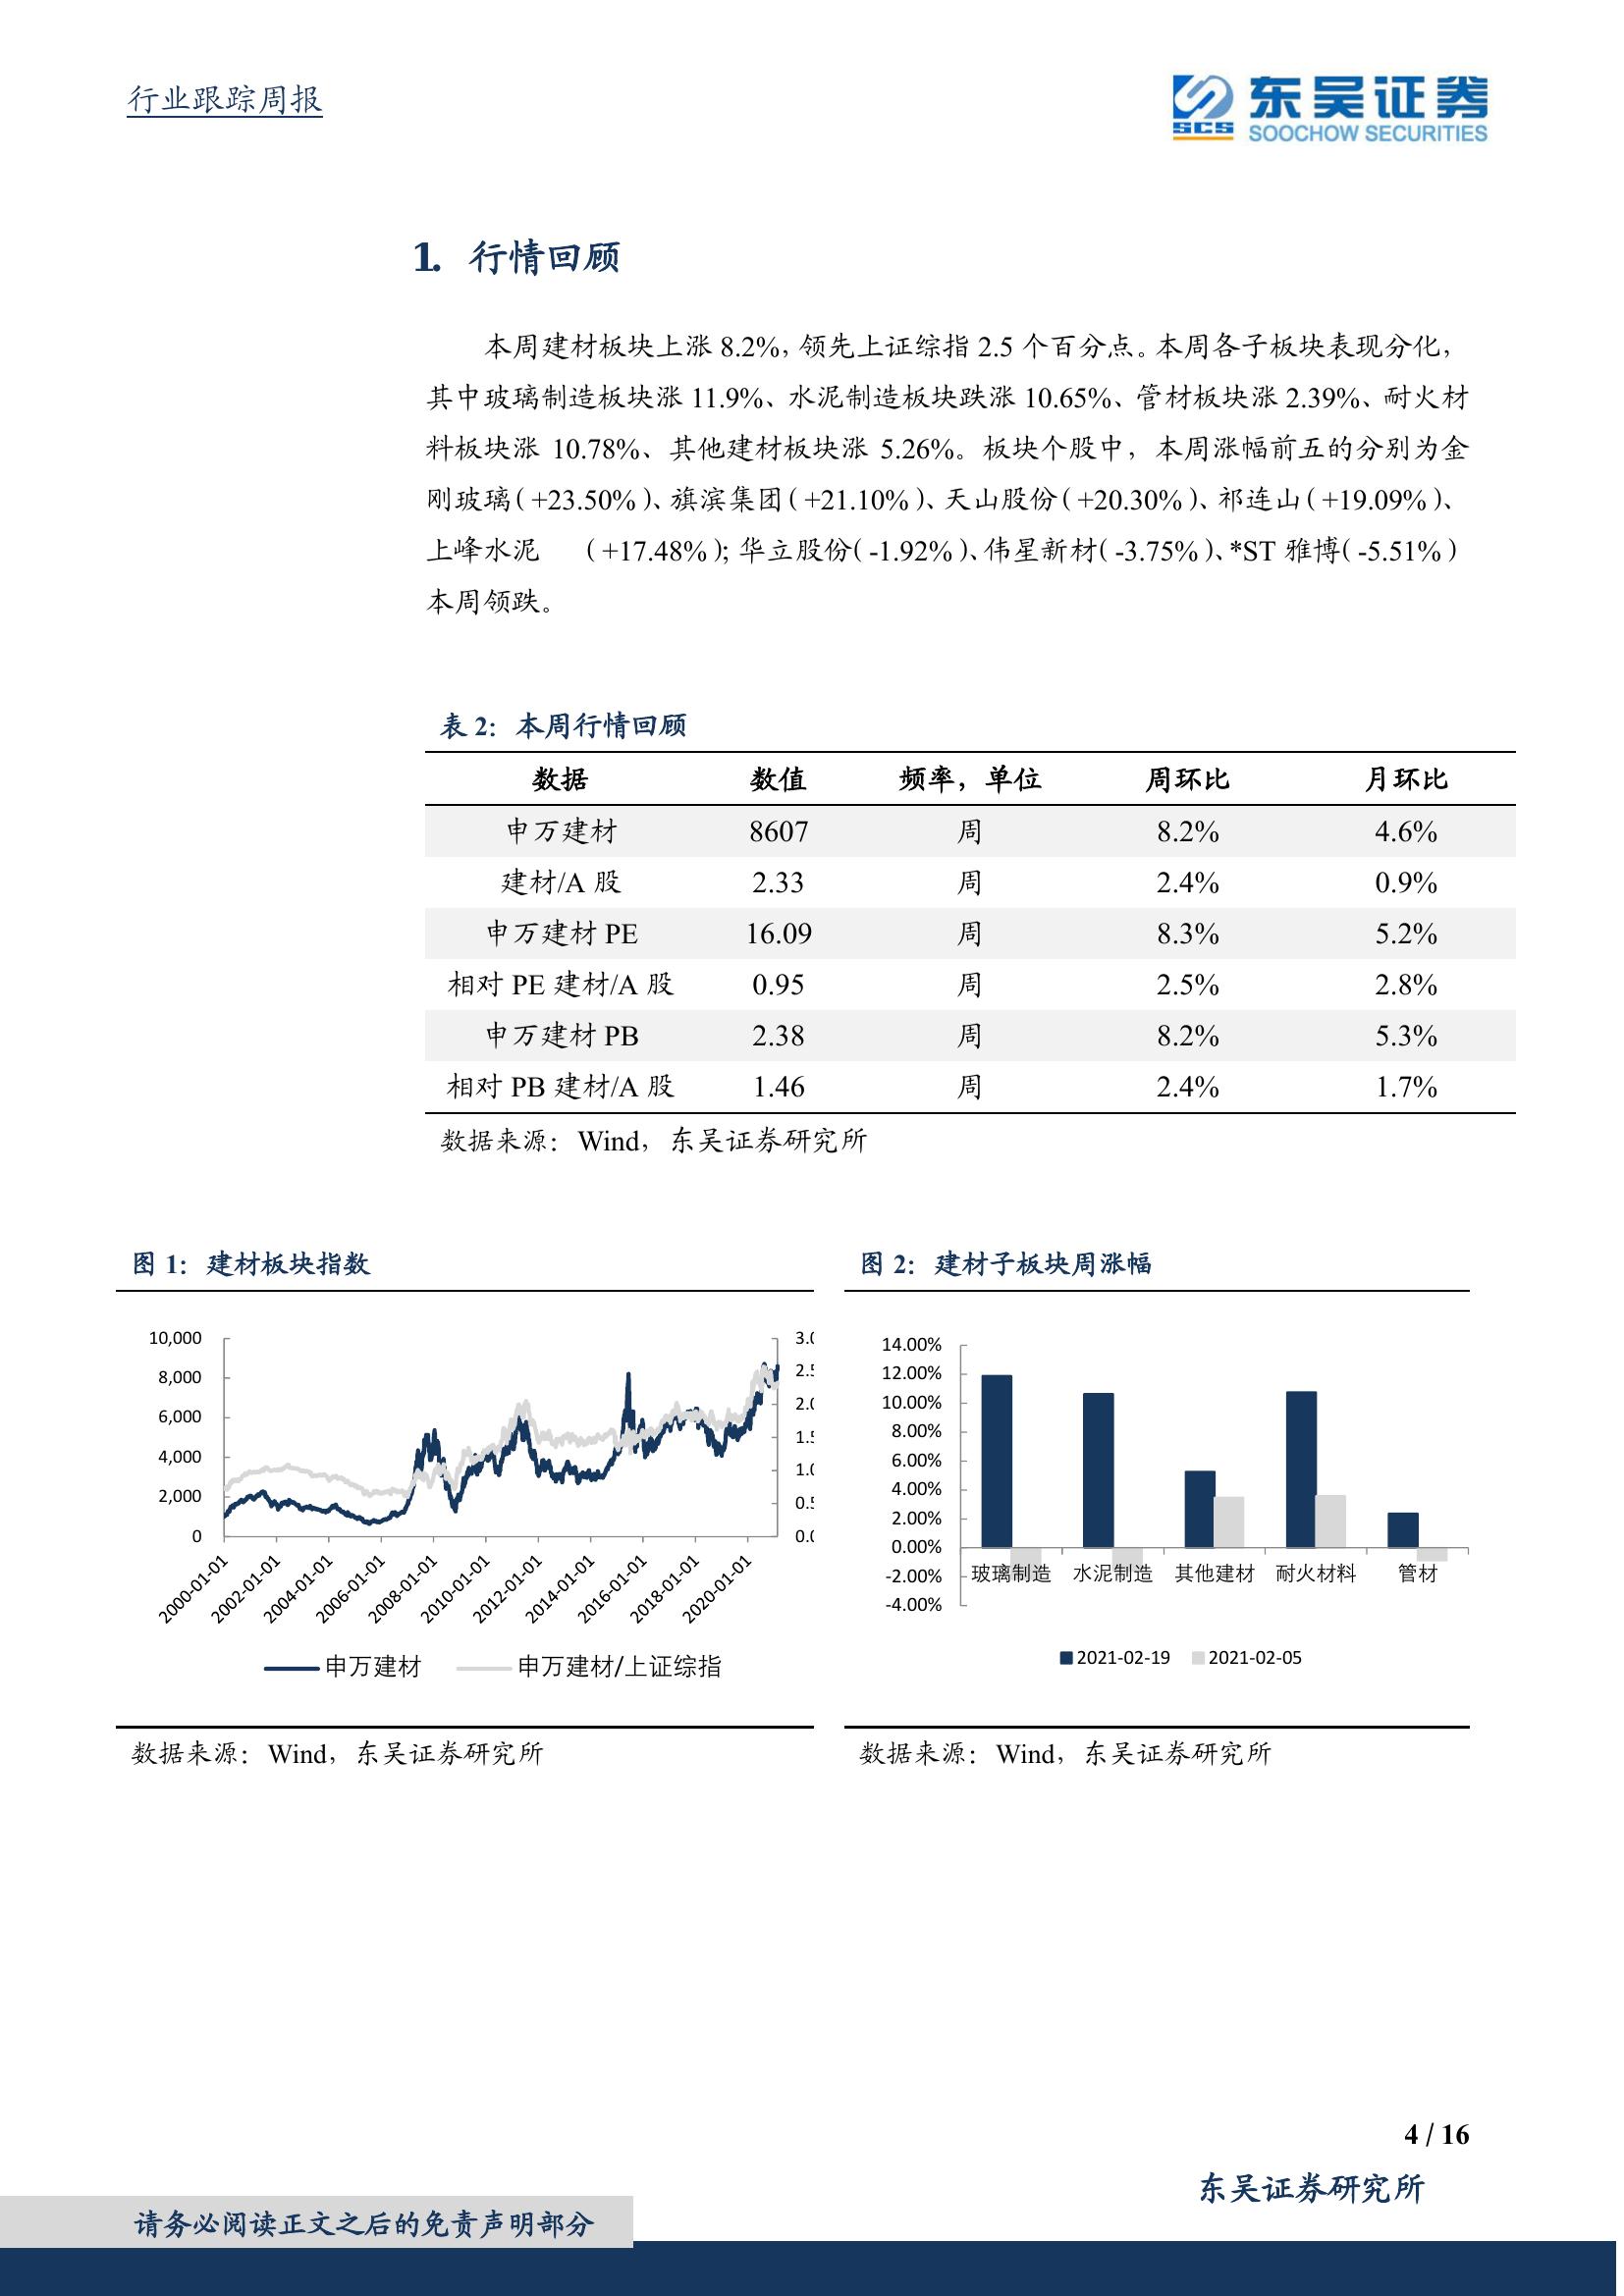 行业跟踪周报
SCS
东吴证券
SOOCHOW SECURITIES
1. 行情回顾
本周建材板块上涨 8.2%，领先上证综指 2.5 个百分点。本周各子板块表现分化，
其中玻璃制造板块涨 11.9%、水泥制造板块跌涨 10.65%、管材板块涨 2.39%、耐火材
料板块涨 10.78%、其他建材板块涨 5.26%。板块个股中，本周涨幅前五的分别为金
刚玻璃（+23.50%）、旗滨集团（+21.10%）、天山股份（+20.30%）、祁连山（+19.09%）、
上峰水泥 （+17.48%）；华立股份（-1.92%）、伟星新材（-3.75%）、*ST 雅博（-5.51%）
本周领跌。
表 2：本周行情回顾
数据 数值 频率，单位 周环比 月环比
申万建材 8607 周 8.2% 4.6%
建材/A 股 2.33 周 2.4% 0.9%
申万建材 PE 16.09 周 8.3% 5.2%
相对 PE 建材/A 股 0.95 周 2.5% 2.8%
申万建材 PB 2.38 周 8.2% 5.3%
相对 PB 建材/A 股 1.46 周 2.4% 1.7%
数据来源：Wind，东吴证券研究所
图 1：建材板块指数
10,000
8,000
6,000
4,000
2,000
0
2000-01-01 2002-01-01 2004-01-01 2006-01-01 2008-01-01 2010-01-01 2012-01-01 2014-01-01 2016-01-01 2018-01-01 2020-01-01
申万建材 申万建材/上证综指
数据来源：Wind，东吴证券研究所
图 2：建材子板块周涨幅
14.00%
12.00%
10.00%
8.00%
6.00%
4.00%
2.00%
0.00%
-2.00%
-4.00%
玻璃制造 水泥制造 其他建材 耐火材料 管材
2021-02-19 2021-02-05
数据来源：Wind，东吴证券研究所
4 / 16
东吴证券研究所
请务必阅读正文之后的免责声明部分